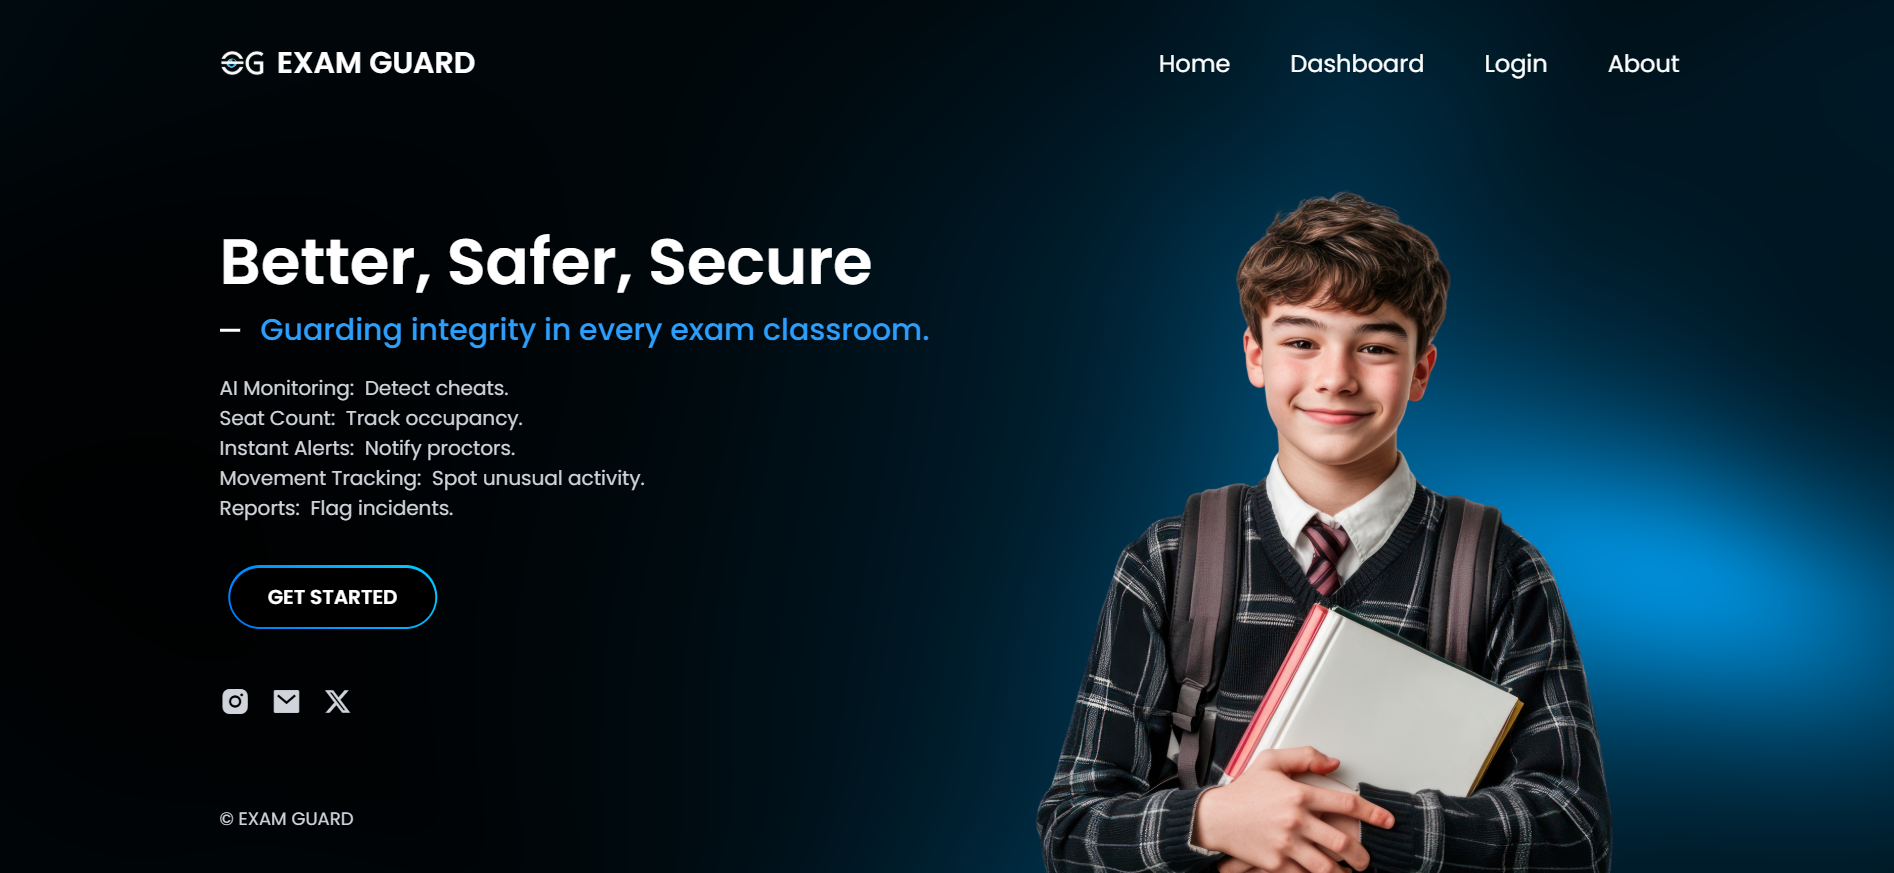 EG EXAM GUARD
Home
Dashboard
Login
About
Better, Safer, Secure
— Guarding integrity in every exam classroom.
AI Monitoring: Detect cheats.
Seat Count: Track occupancy.
Instant Alerts: Notify proctors.
Movement Tracking: Spot unusual activity.
Reports: Flag incidents.
GET STARTED
© EXAM GUARD